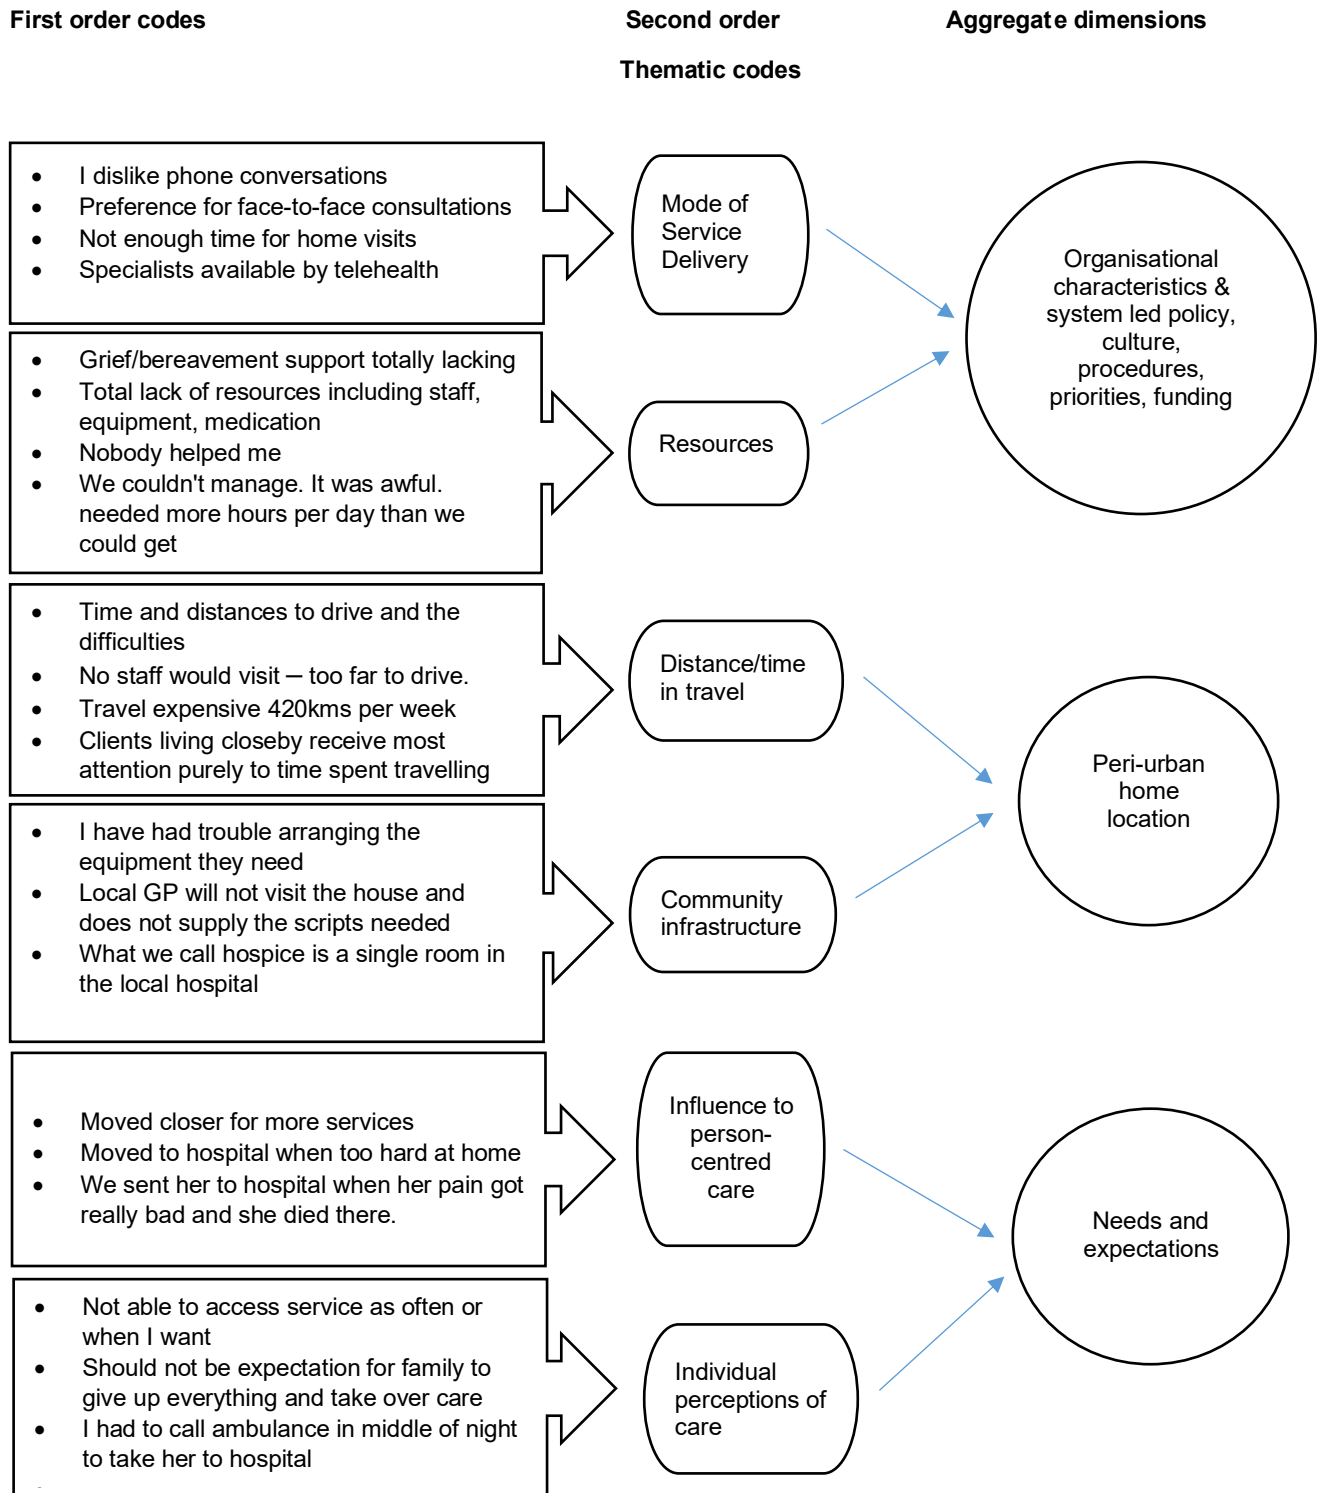 First order codes
Second order
Thematic codes
Aggregate dimensions
• I dislike phone conversations
• Preference for face-to-face consultations
• Not enough time for home visits
• Specialists available by telehealth
Mode of
Service
Delivery
Organisational
characteristics &
system led policy,
culture,
procedures,
priorities, funding
• Grief/bereavement support totally lacking
• Total lack of resources including staff,
equipment, medication
• Nobody helped me
• We couldn't manage. It was awful.
needed more hours per day than we
could get
Resources
• Time and distances to drive and the
difficulties
• No staff would visit – too far to drive.
• Travel expensive 420kms per week
• Clients living closeby receive most
attention purely to time spent travelling
Distance/time
in travel
Peri-urban
home
location
• I have had trouble arranging the
equipment they need
• Local GP will not visit the house and
does not supply the scripts needed
• What we call hospice is a single room in
the local hospital
Community
infrastructure
• Moved closer for more services
• Moved to hospital when too hard at home
• We sent her to hospital when her pain got
really bad and she died there.
Influence to
person-
centred
care
Needs and
expectations
• Not able to access service as often or
when I want
• Should not be expectation for family to
give up everything and take over care
• I had to call ambulance in middle of night
to take her to hospital
Individual
perceptions of
care